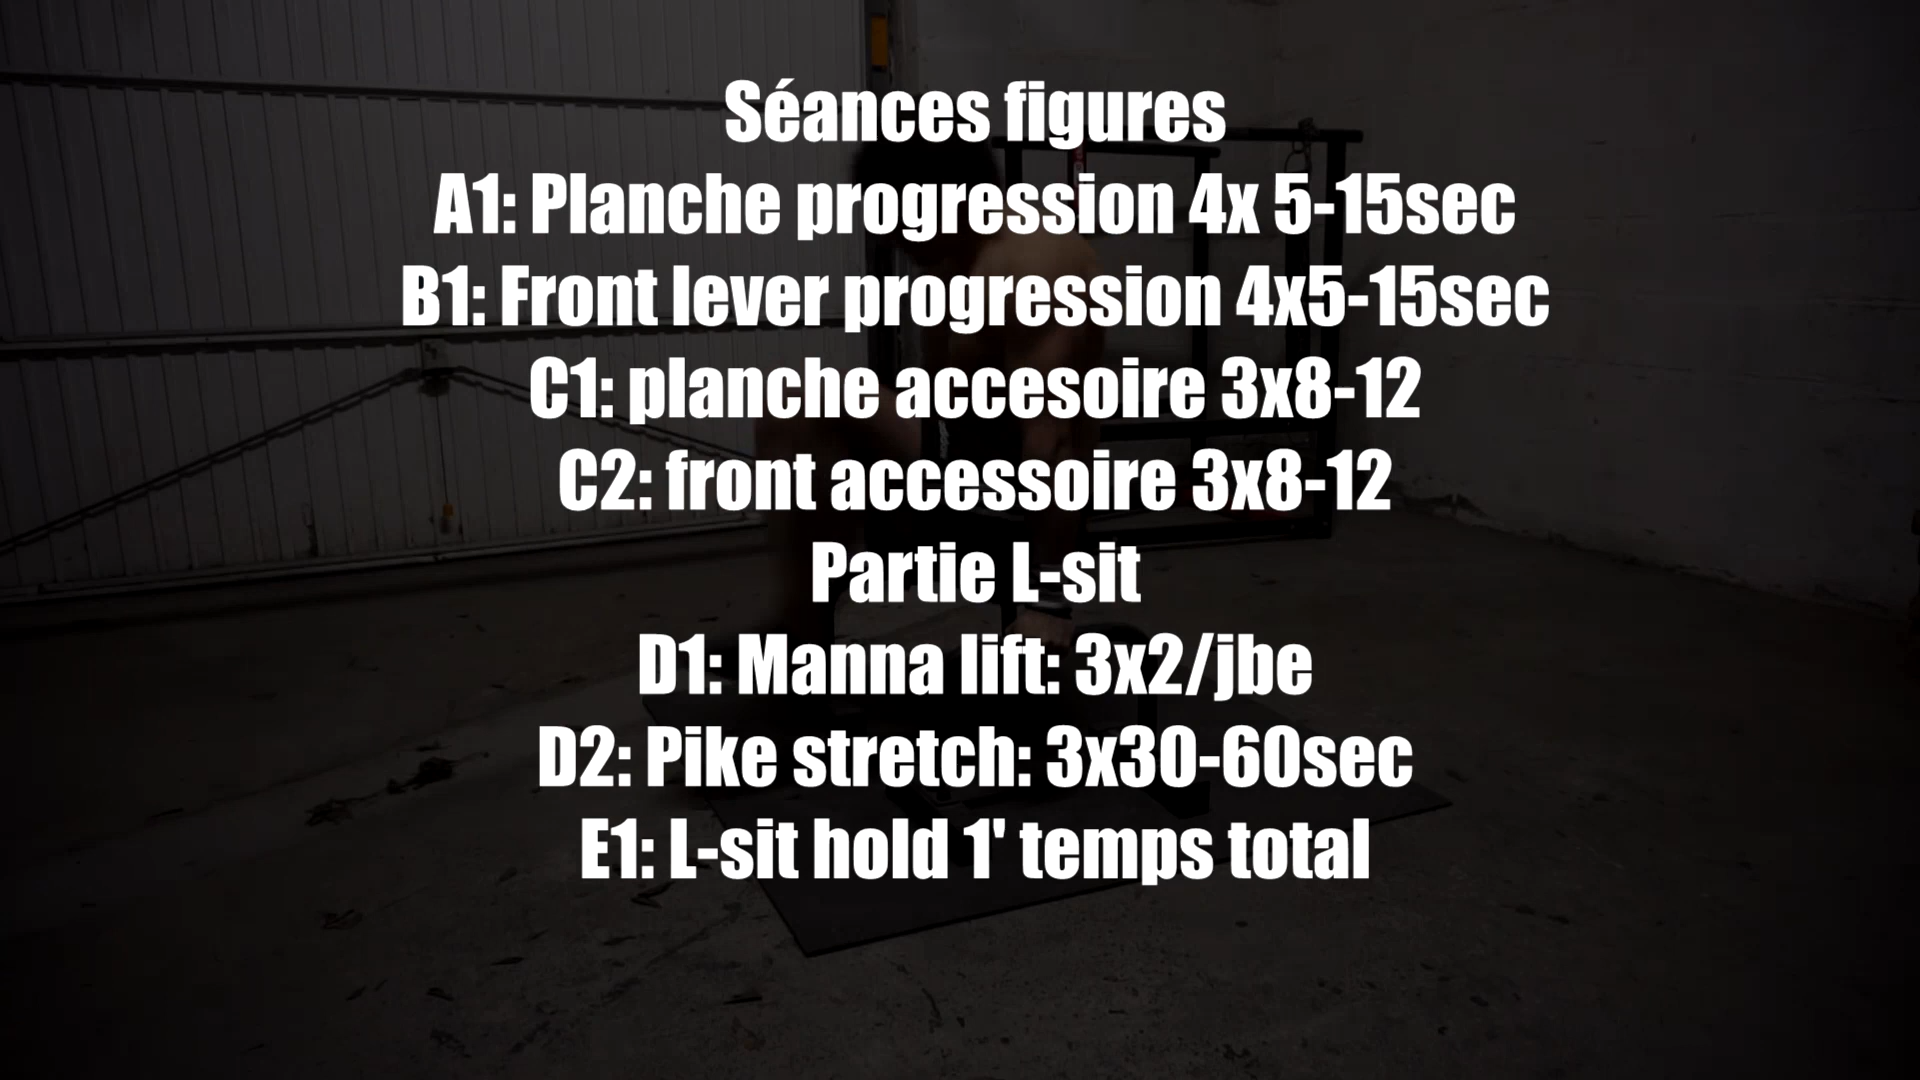 Séances figures
A1: Planche progression 4x 5-15sec
B1: Front lever progression 4x5-15sec
C1: planche accesoire 3x8-12
C2: front accessoire 3x8-12
Partie L-sit
D1: Manna lift: 3x2/jbe
D2: Pike stretch: 3x30-60sec
E1: L-sit hold 1' temps total